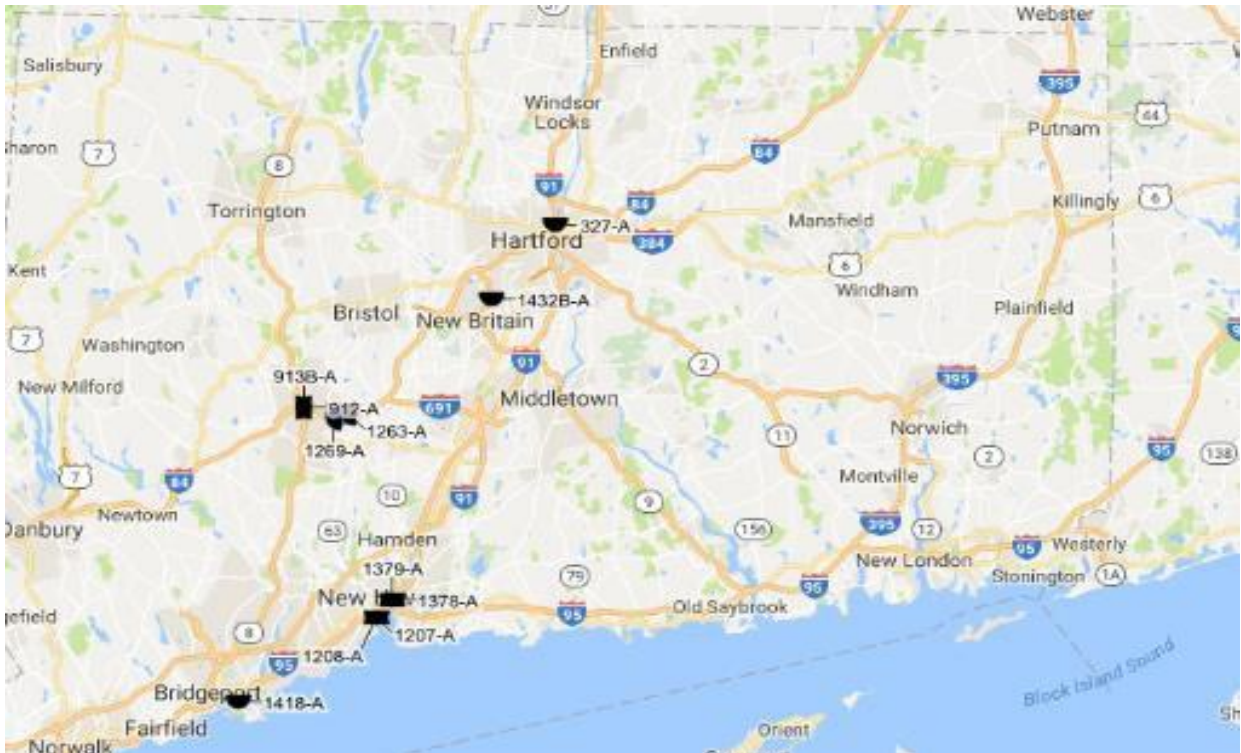 Webster
Salisbury
Enfield
395
Windsor
Locks
44
Putnam
7
8
84
91
Torrington
84
Mansfield
Killingly
6
327-A
Hartford
384
Kent
6
Windham
1432B-A
Bristol
New Britain
Plainfield
7
Washington
91
2
913B-A
New Milford
395
691
Middletown
912-A
1263-A
11
Norwich
1269-A
2
95
138
7
84
Montville
10
91
9
Newtown
Danbury
63
156
395
12
Hamden
95
Westerly
1379-A
New London
79
Stonington
1A
95
1378-A
95
Old Saybrook
1207-A
8
1208-A
95
Block Island Sound
Bridgeport
1418-A
Fairfield
Orient
Norwalk